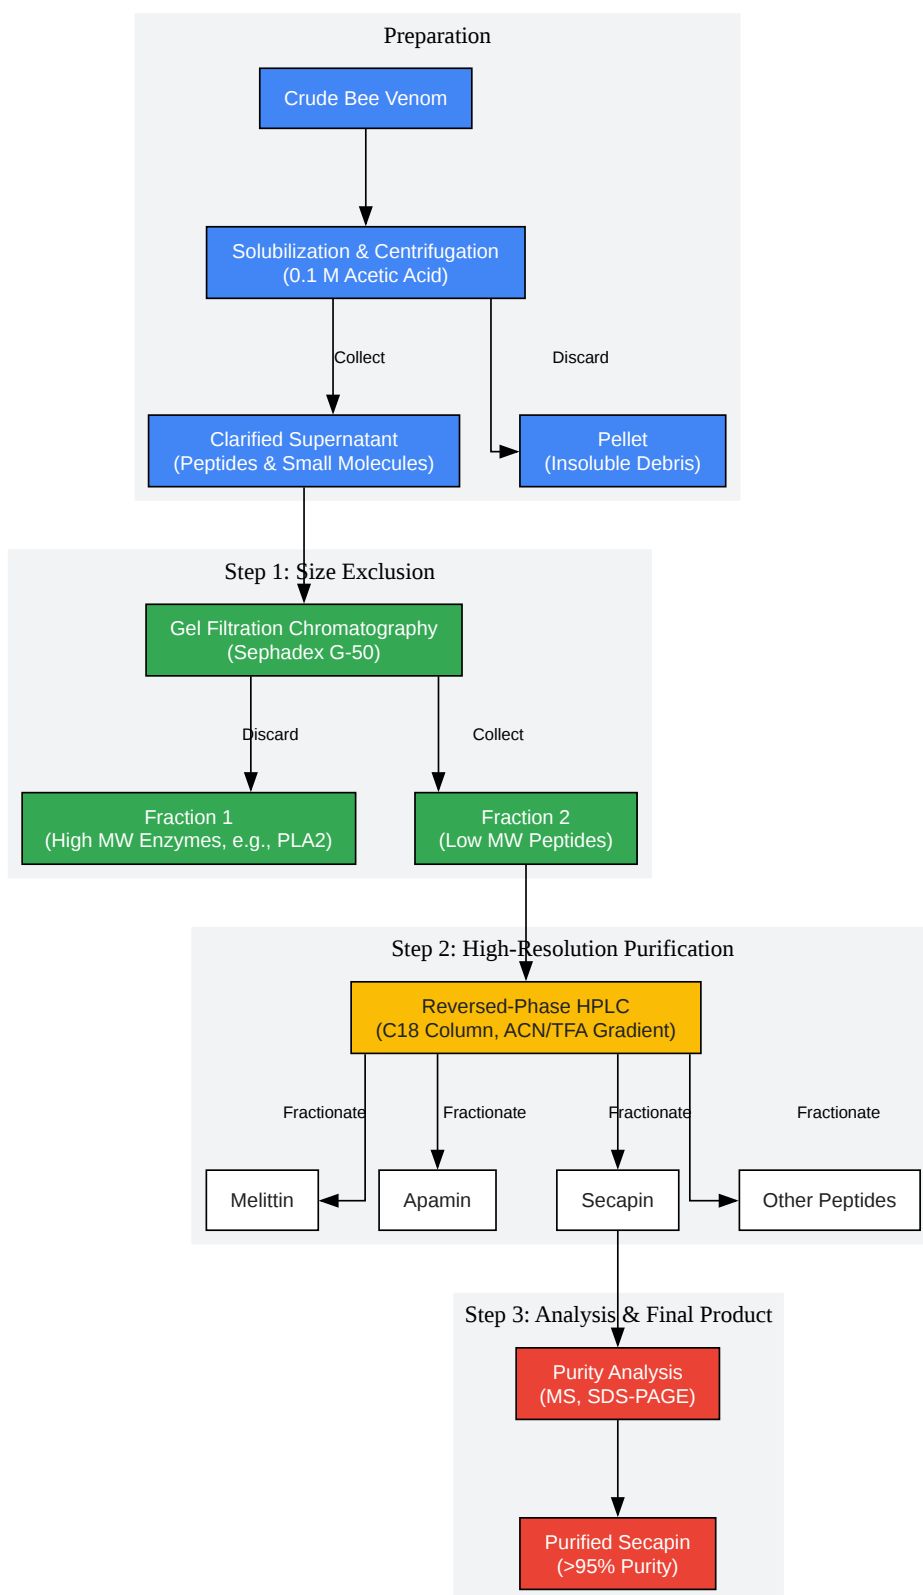 Preparation
Crude Bee Venom
Solubilization & Centrifugation
(0.1 M Acetic Acid)
Collect
Discard
Clarified Supernatant
(Peptides & Small Molecules)
Pellet
(Insoluble Debris)
Step 1: Size Exclusion
Gel Filtration Chromatography
(Sephadex G-50)
Discard
Collect
Fraction 1
(High MW Enzymes, e.g., PLA2)
Fraction 2
(Low MW Peptides)
Step 2: High-Resolution Purification
Reversed-Phase HPLC
(C18 Column, ACN/TFA Gradient)
Fractionate
Fractionate
Fractionate
Fractionate
Melittin
Apamin
Secapin
Other Peptides
Step 3: Analysis & Final Product
Purity Analysis
(MS, SDS-PAGE)
Purified Secapin
(>95% Purity)